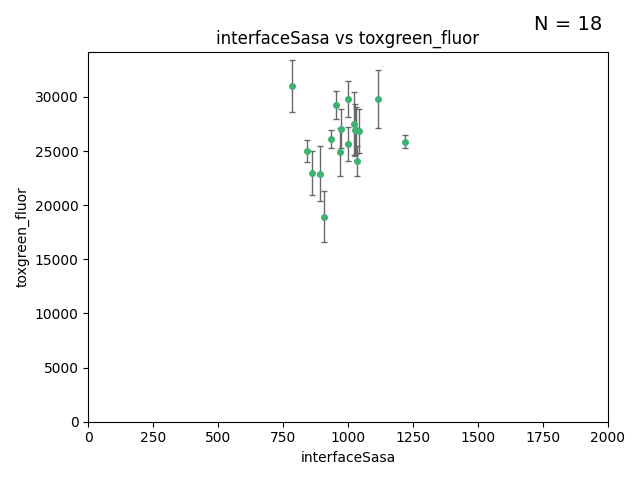 N = 18
interfaceSasa vs toxgreen_fluor
toxgreen_fluor
30000
25000
20000
15000
10000
5000
0
0 250 500 750 1000 1250 1500 1750 2000
interfaceSasa